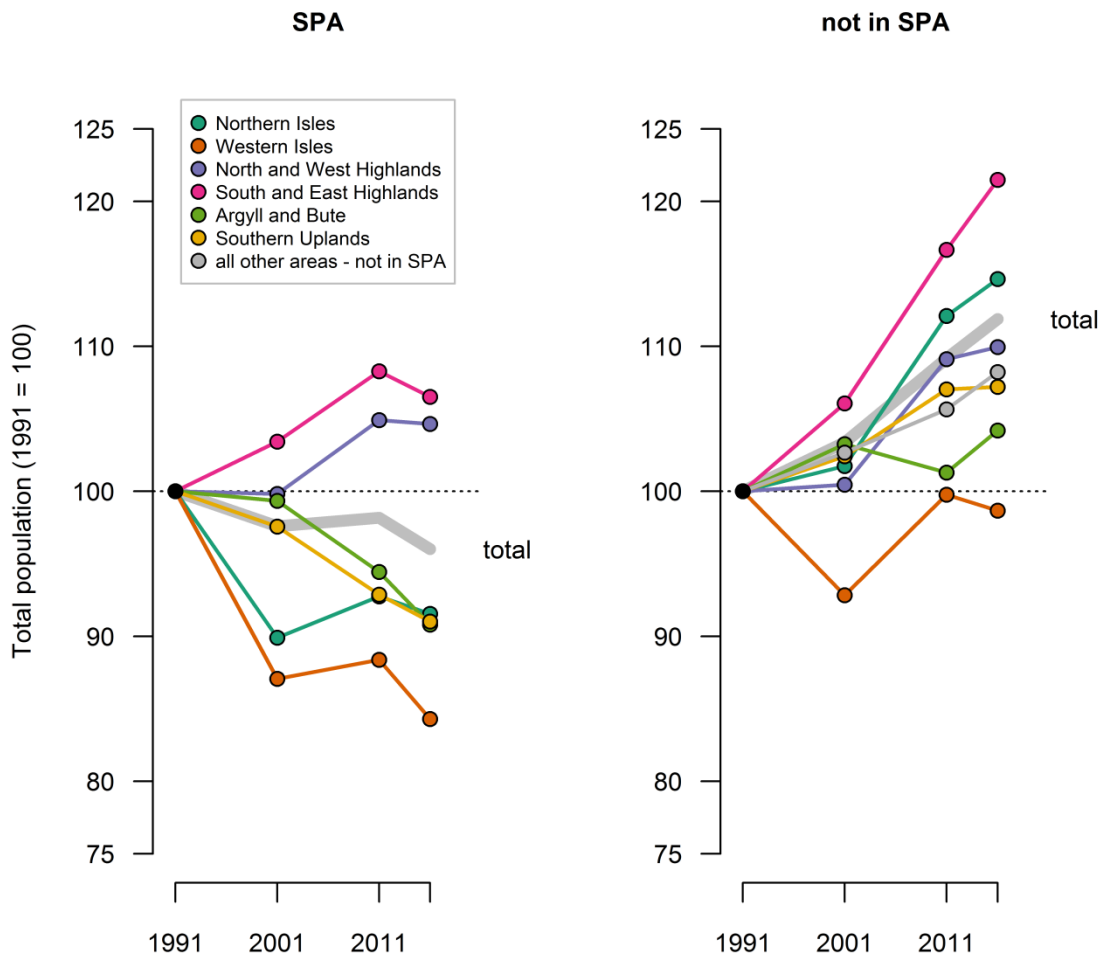 SPA
not in SPA
Northern Isles
Western Isles
North and West Highlands
South and East Highlands
Argyll and Bute
Southern Uplands
all other areas - not in SPA
Total population (1991 = 100)
125
120
110
100
90
80
75
total
1991
2001
2011
125
120
110
100
90
80
75
total
1991
2001
2011